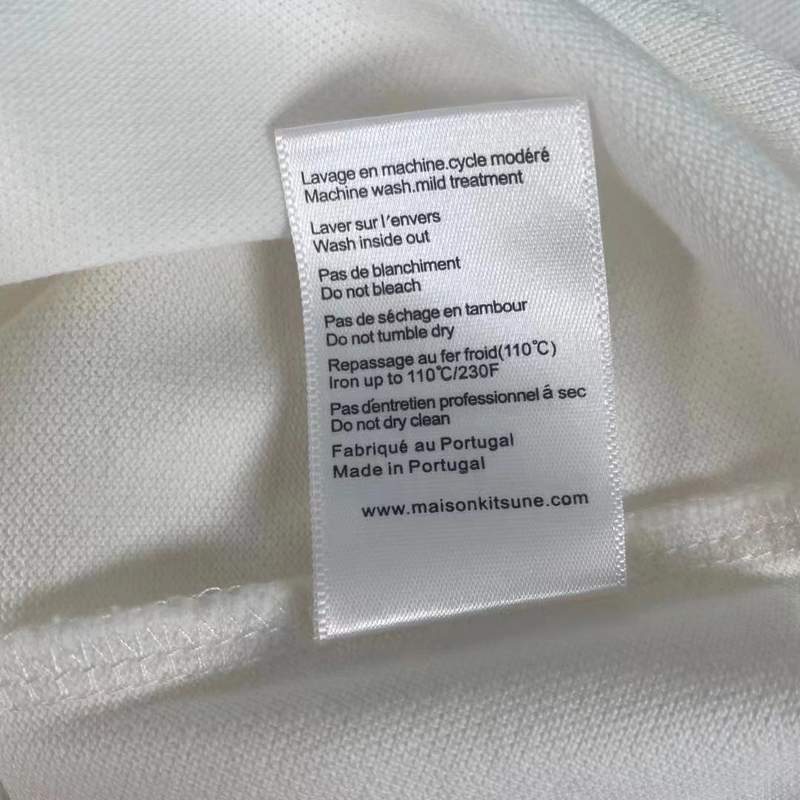 Lavage en machine.cycle modéré
Machine wash.mild treatment
Laver sur l'envers
Wash inside out
Pas de blanchiment
Do not bleach
Pas de séchage en tambour
Do not tumble dry
Repassage au fer froid(110℃)
Iron up to 110℃/230F
Pas d'entretien professionnel â sec
Do not dry clean
Fabriqué au Portugal
Made in Portugal
www.maisonkitsune.com